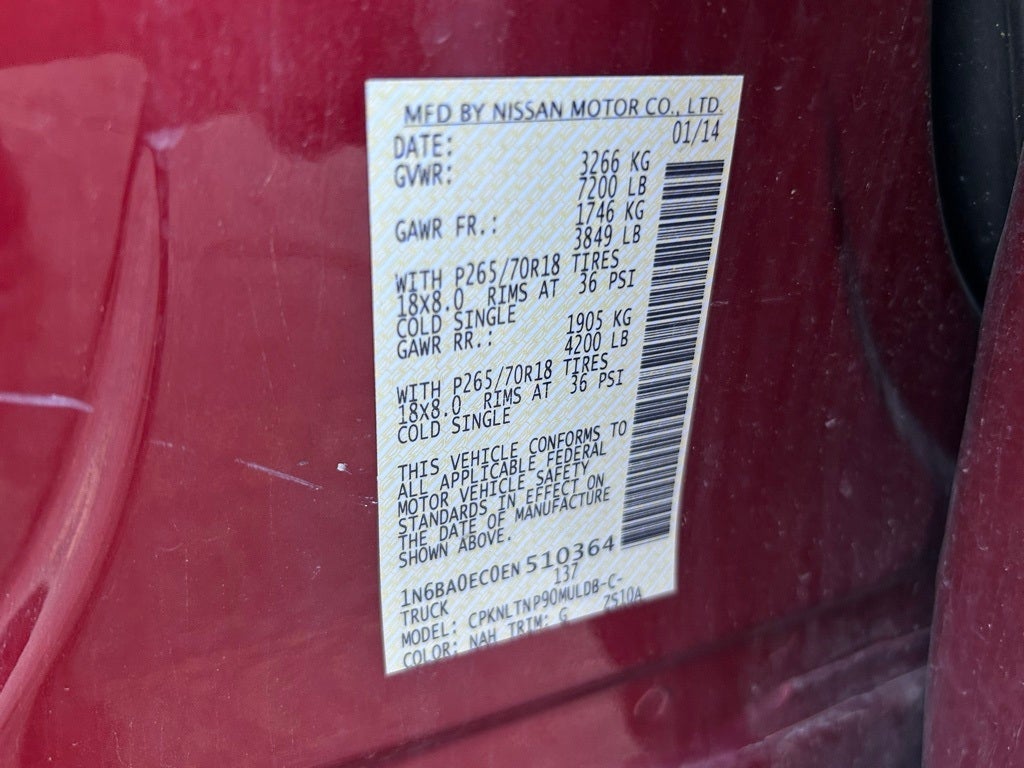 MFD BY NISSAN MOTOR CO., LTD.
DATE: 01/14
GVWR: 3266 KG
7200 LB
GAWR FR.: 1746 KG
3849 LB
WITH P265/70R18 TIRES
18x8.0 RIMS AT 36 PSI
COLD SINGLE
GAWR RR.: 1905 KG
4200 LB
WITH P265/70R18 TIRES
18x8.0 RIMS AT 36 PSI
COLD SINGLE
THIS VEHICLE CONFORMS TO
ALL APPLICABLE FEDERAL
MOTOR VEHICLE SAFETY
STANDARDS IN EFFECT ON
THE DATE OF MANUFACTURE
SHOWN ABOVE.
1N6BA0EC0EN 510364
TRUCK 137
MODEL: CPKNLTNP90MULDB-C-
COLOR: NAH TRIM: G ZS10A